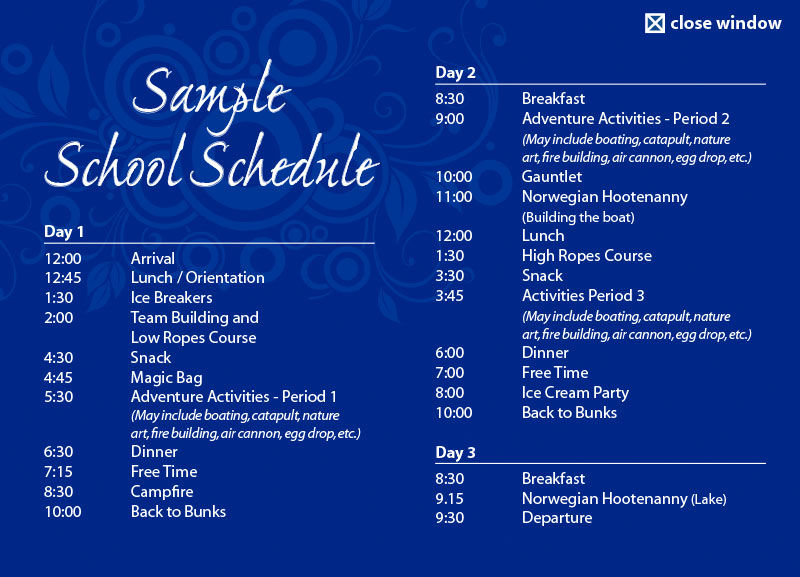 close window
Sample
School Schedule
Day 1
12:00 Arrival
12:45 Lunch / Orientation
1:30 Ice Breakers
2:00 Team Building and
Low Ropes Course
4:30 Snack
4:45 Magic Bag
5:30 Adventure Activities - Period 1
(May include boating, catapult, nature
art, fire building, air cannon, egg drop, etc.)
6:30 Dinner
7:15 Free Time
8:30 Campfire
10:00 Back to Bunks
Day 2
8:30 Breakfast
9:00 Adventure Activities - Period 2
(May include boating, catapult, nature
art, fire building, air cannon, egg drop, etc.)
10:00 Gauntlet
11:00 Norwegian Hootenanny
(Building the boat)
12:00 Lunch
1:30 High Ropes Course
3:30 Snack
3:45 Activities Period 3
(May include boating, catapult, nature
art, fire building, air cannon, egg drop, etc.)
6:00 Dinner
7:00 Free Time
8:00 Ice Cream Party
10:00 Back to Bunks
Day 3
8:30 Breakfast
9.15 Norwegian Hootenanny (Lake)
9:30 Departure